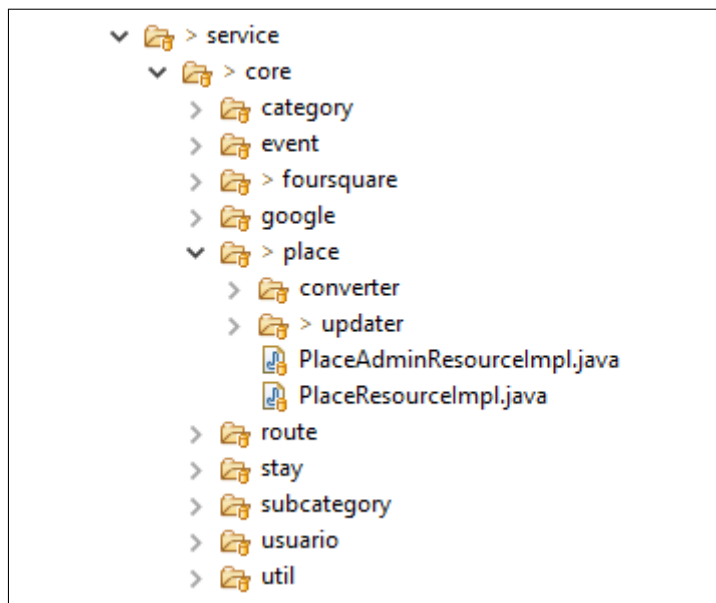 > service
> core
category
event
> foursquare
google
> place
converter
> updater
PlaceAdminResourceImpl.java
PlaceResourceImpl.java
route
stay
subcategory
usuario
util